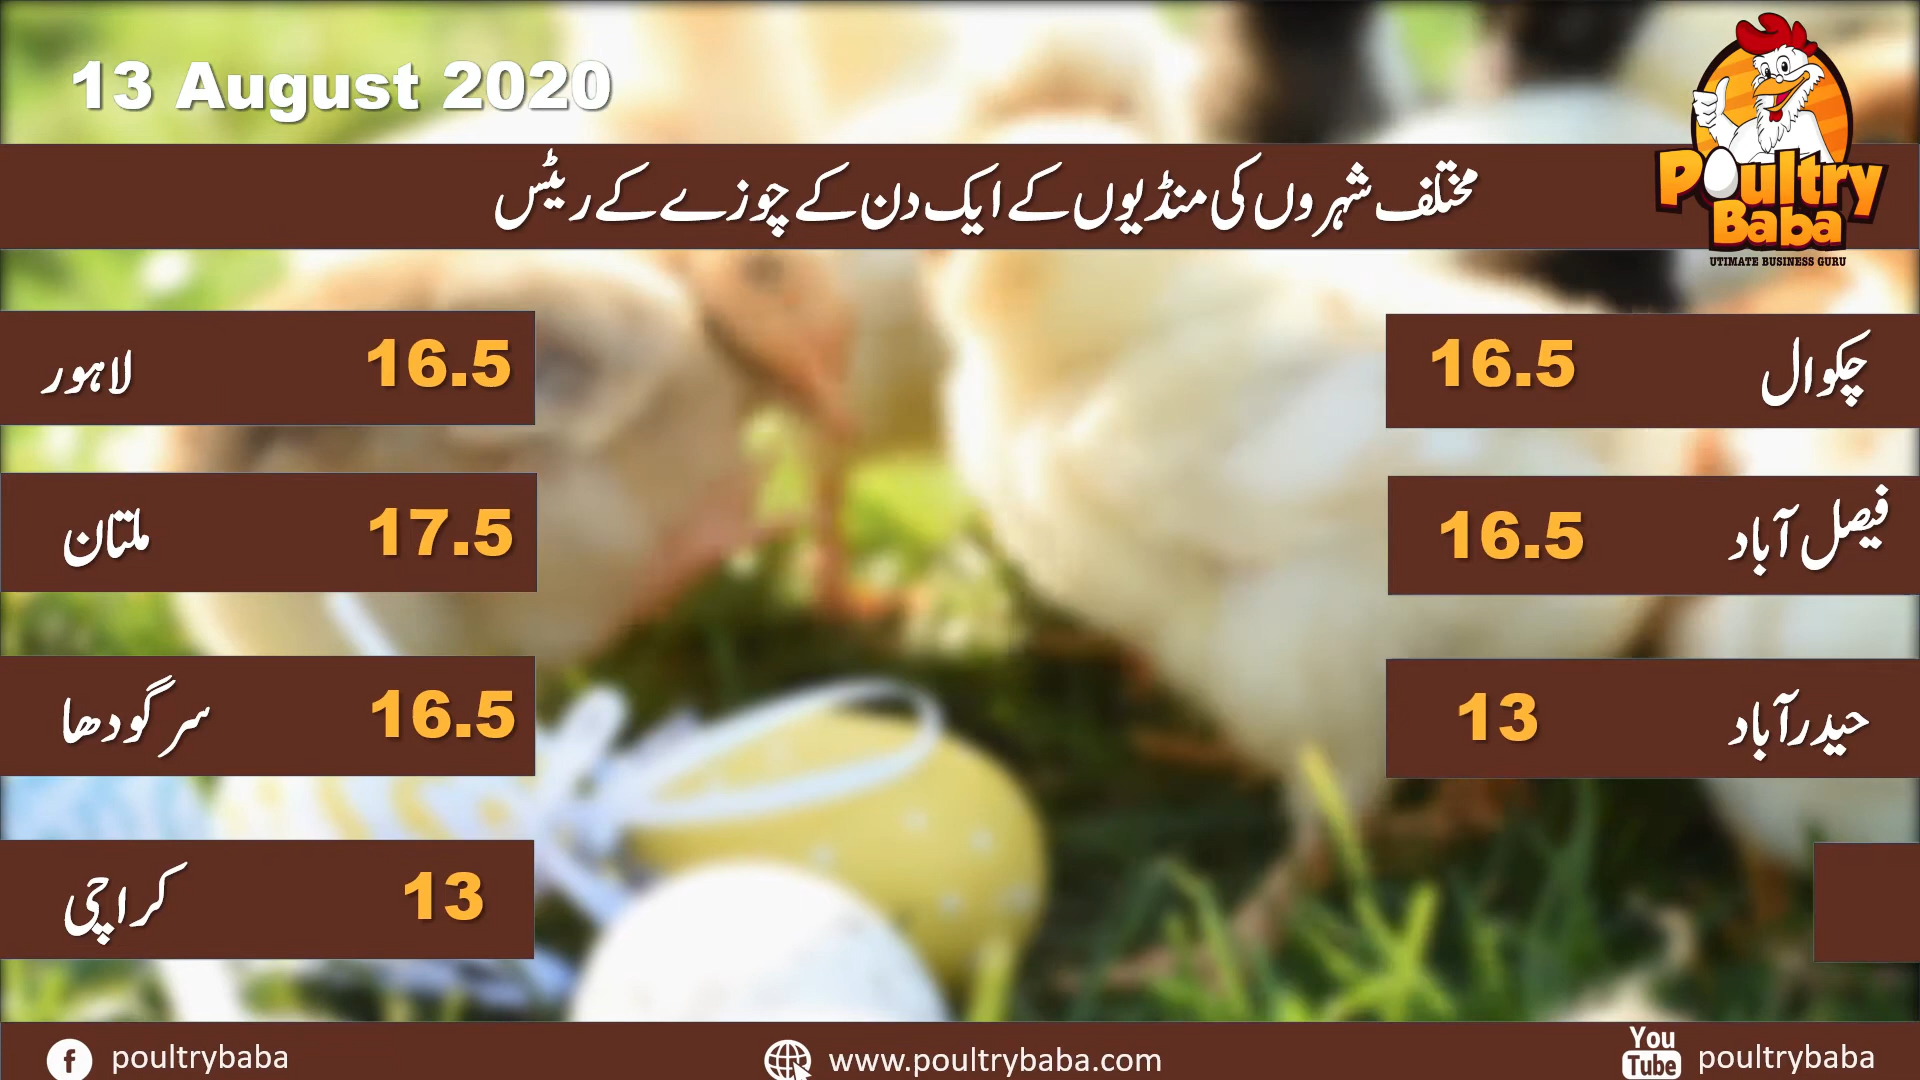 13 August 2020
Poultry
Baba
UTIMATE BUSINESS GURU
مختلف شہروں کی منڈیوں کے ایک دن کے چوزے کے ریٹس
لاہور 16.5
چکوال 16.5
ملتان 17.5
فیصل آباد 16.5
سرگودھا 16.5
حیدرآباد 13
کراچی 13
poultrybaba
www.poultrybaba.com
You
Tube
poultrybaba